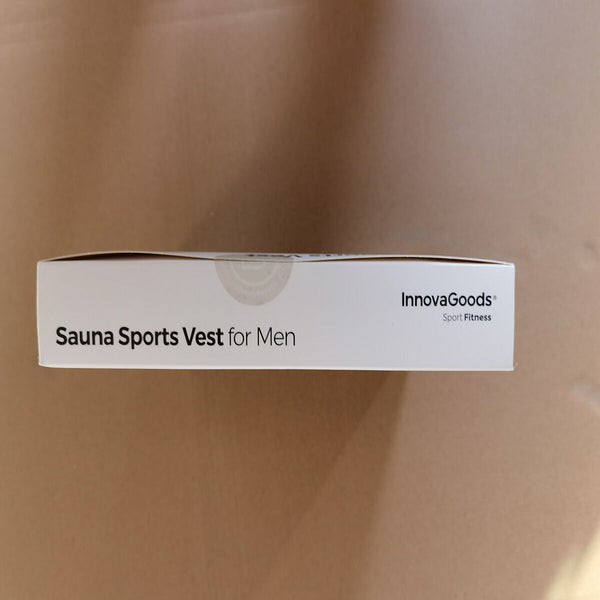 Sauna Sports Vest for Men
InnovaGoods®
Sport Fitness